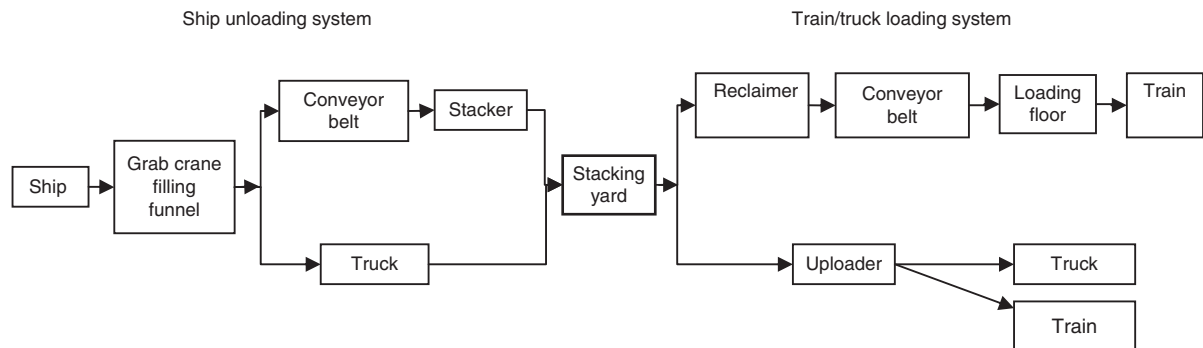 Ship unloading system
Train/truck loading system
Ship
Grab crane
filling
funnel
Conveyor
belt
Stacker
Truck
Stacking
yard
Reclaimer
Conveyor
belt
Loading
floor
Train
Uploader
Truck
Train